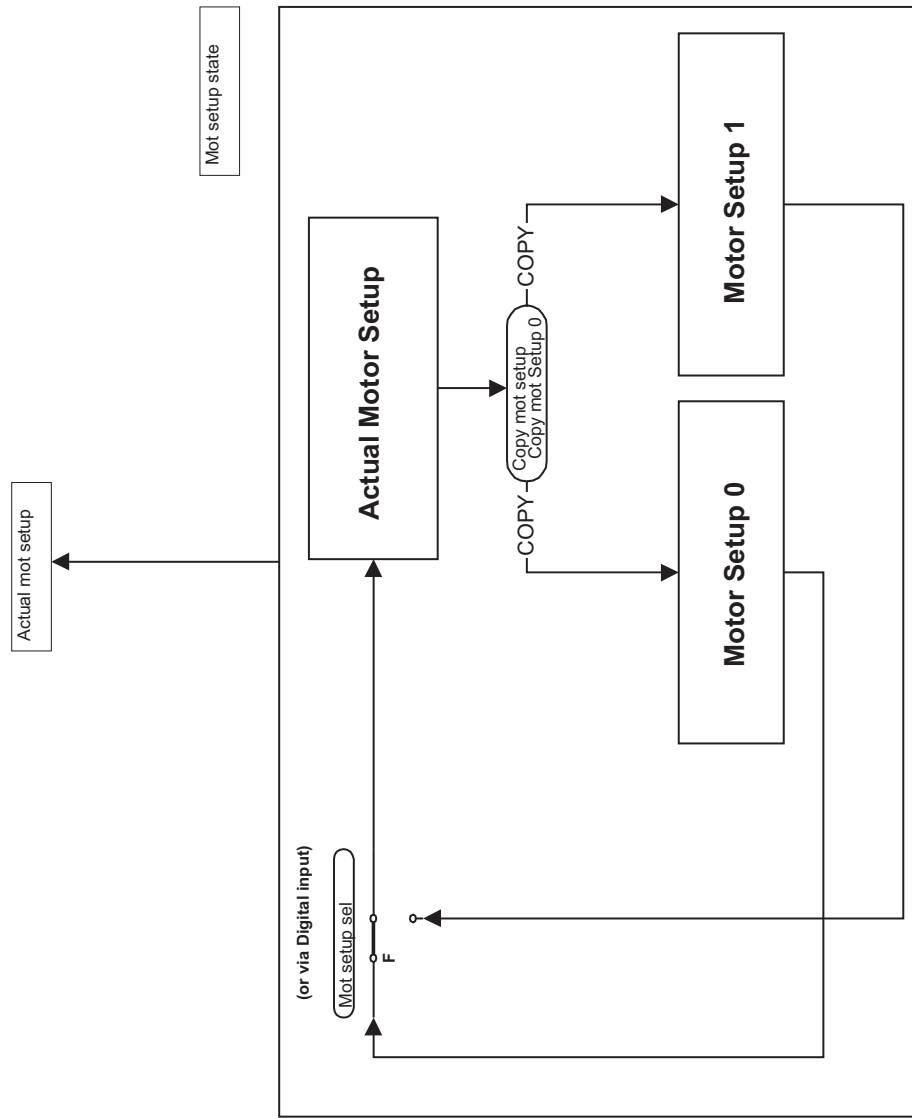 Actual mot setup
Mot setup state
(or via Digital input)
Mot setup sel
F
Actual Motor Setup
COPY
Copy mot setup
Copy mot Setup 0
COPY
Motor Setup 0
Motor Setup 1